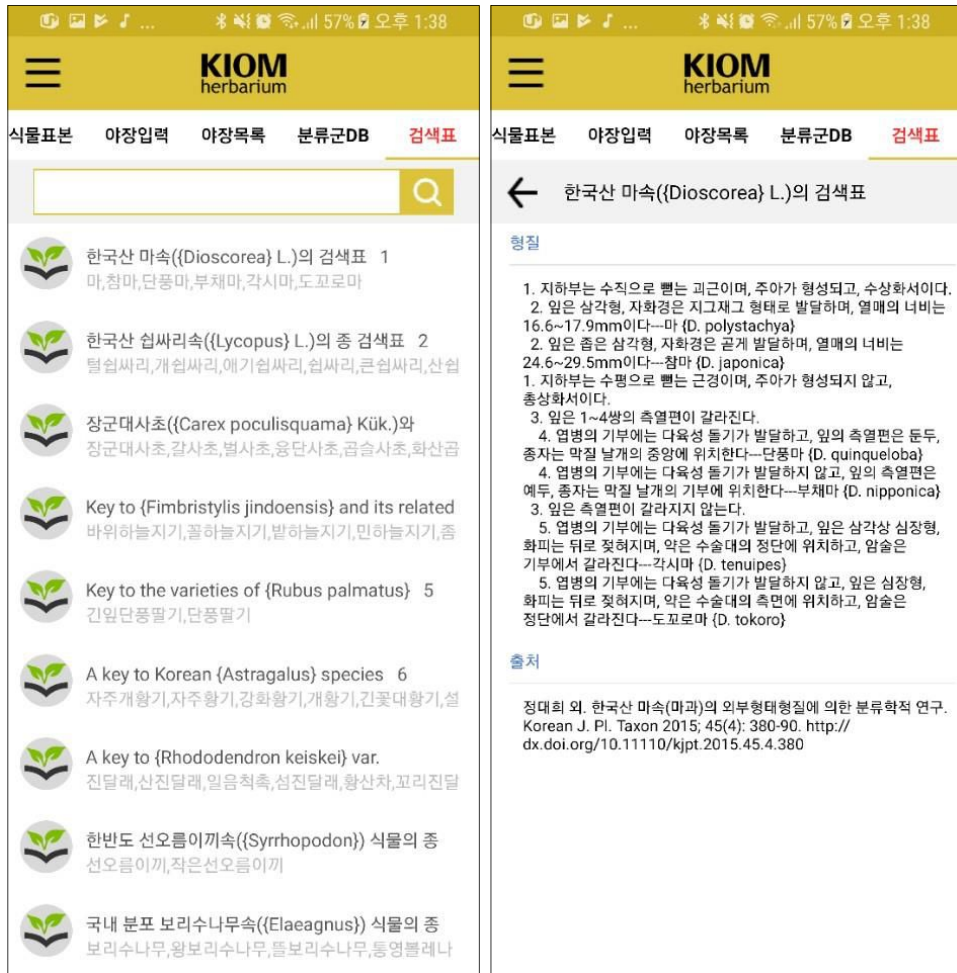 57% 오후 1:38
KIOM
herbarium
식물표본 야장입력 야장목록 분류군DB 검색표
한국산 마속({Dioscorea} L.)의 검색표 1
마,참마,단풍마,부채마,각시마,도꼬로마
한국산 쉽싸리속({Lycopus} L.)의 종 검색표 2
털쉽싸리,개쉽싸리,애기쉽싸리,쉽싸리,큰쉽싸리,산쉽
장군대사초({Carex poculisquama} Kük.)와
장군대사초,갈사초,벌사초,융단사초,곱슬사초,화산곱
Key to {Fimbristylis jindoensis} and its related
바위하늘지기,꼴하늘지기,밭하늘지기,민하늘지기,좀
Key to the varieties of {Rubus palmatus} 5
긴잎단풍딸기,단풍딸기
A key to Korean {Astragalus} species 6
자주개황기,자주황기,강화황기,개황기,긴꽃대황기,설
A key to {Rhododendron keiskei} var.
진달래,산진달래,일음척촉,섬진달래,황산차,꼬리진달
한반도 선오름이끼속({Syrrhopodon}) 식물의 종
선오름이끼,작은선오름이끼
국내 분포 보리수나무속({Elaeagnus}) 식물의 종
보리수나무,왕보리수나무,뜰보리수나무,통영볼레나
57% 오후 1:38
KIOM
herbarium
식물표본 야장입력 야장목록 분류군DB 검색표
한국산 마속({Dioscorea} L.)의 검색표
형질
1. 지하부는 수직으로 뻗는 괴근이며, 주아가 형성되고, 수상화서이다.
2. 잎은 삼각형, 자화경은 지그재그 형태로 발달하며, 열매의 너비는
16.6~17.9mm이다---마 {D. polystachya}
2. 잎은 좁은 삼각형, 자화경은 곧게 발달하며, 열매의 너비는
24.6~29.5mm이다---참마 {D. japonica}
1. 지하부는 수평으로 뻗는 근경이며, 주아가 형성되지 않고,
총상화서이다.
3. 잎은 1~4쌍의 측열편이 갈라진다.
4. 엽병의 기부에는 다육성 돌기가 발달하고, 잎의 측열편은 둔두,
종자는 막질 날개의 중앙에 위치한다---단풍마 {D. quinqueloba}
4. 엽병의 기부에는 다육성 돌기가 발달하지 않고, 잎의 측열편은
예두, 종자는 막질 날개의 기부에 위치한다---부채마 {D. nipponica}
3. 잎은 측열편이 갈라지지 않는다.
5. 엽병의 기부에는 다육성 돌기가 발달하고, 잎은 삼각상 심장형,
화피는 뒤로 젖혀지며, 약은 수술대의 정단에 위치하고, 암술은
기부에서 갈라진다---각시마 {D. tenuipes}
5. 엽병의 기부에는 다육성 돌기가 발달하지 않고, 잎은 심장형,
화피는 뒤로 젖혀지며, 약은 수술대의 측면에 위치하고, 암술은
정단에서 갈라진다---도꼬로마 {D. tokoro}
출처
정대희 외. 한국산 마속(마과)의 외부형태형질에 의한 분류학적 연구.
Korean J. Pl. Taxon 2015; 45(4): 380-90. http://
dx.doi.org/10.11110/kjpt.2015.45.4.380